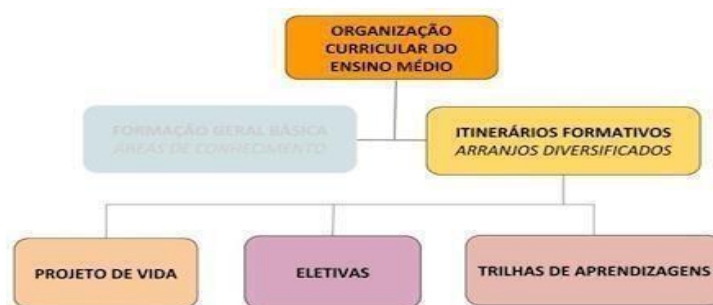 ORGANIZAÇÃO
CURRICULAR DO
ENSINO MÉDIO
FORMAÇÃO GERAL BÁSICA
ÁREAS DE CONHECIMENTO
ITINERÁRIOS FORMATIVOS
ARRANJOS DIVERSIFICADOS
PROJETO DE VIDA
ELETIVAS
TRILHAS DE APRENDIZAGENS